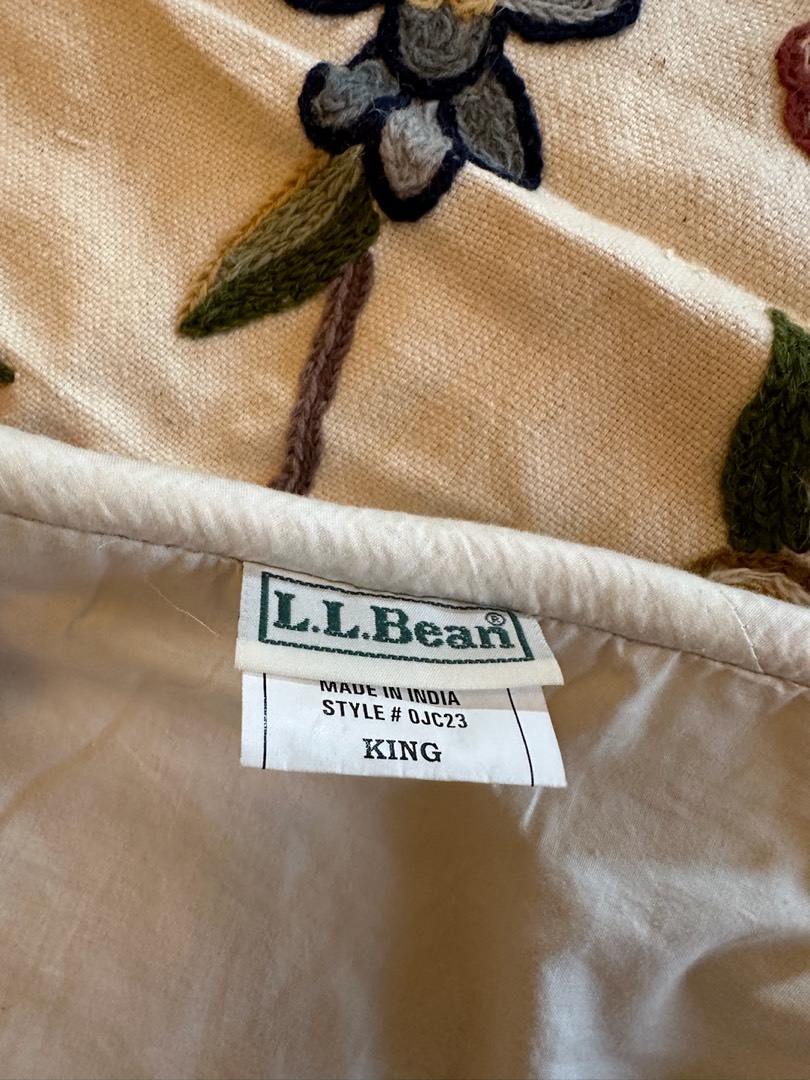 L.L.Bean®
MADE IN INDIA
STYLE # 0JC23
KING